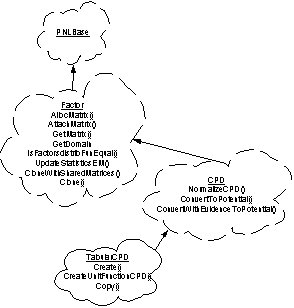 PNLBase
Factor
AllocMatrix()
AttachMatrix()
GetMatrix()
GetDomain
IsFactorsDistribFunEqual()
UpdateStatisticsEM()
CloneWithSharedMatrices()
Clone()
CPD
NormalizeCPD()
ConvertToPotential()
ConvertWithEvidenceToPotential()
TabularCPD
Create()
CreateUnitFunctionCPD()
Copy()